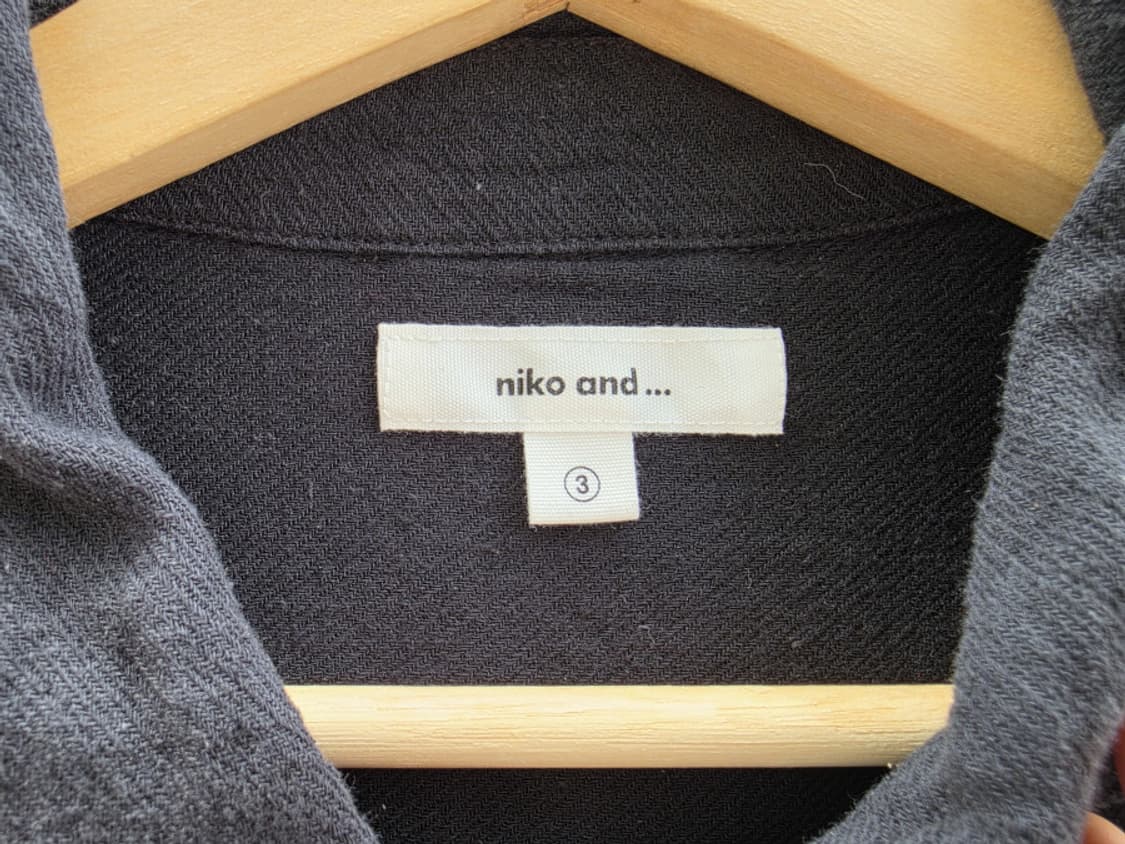 niko and ...
③